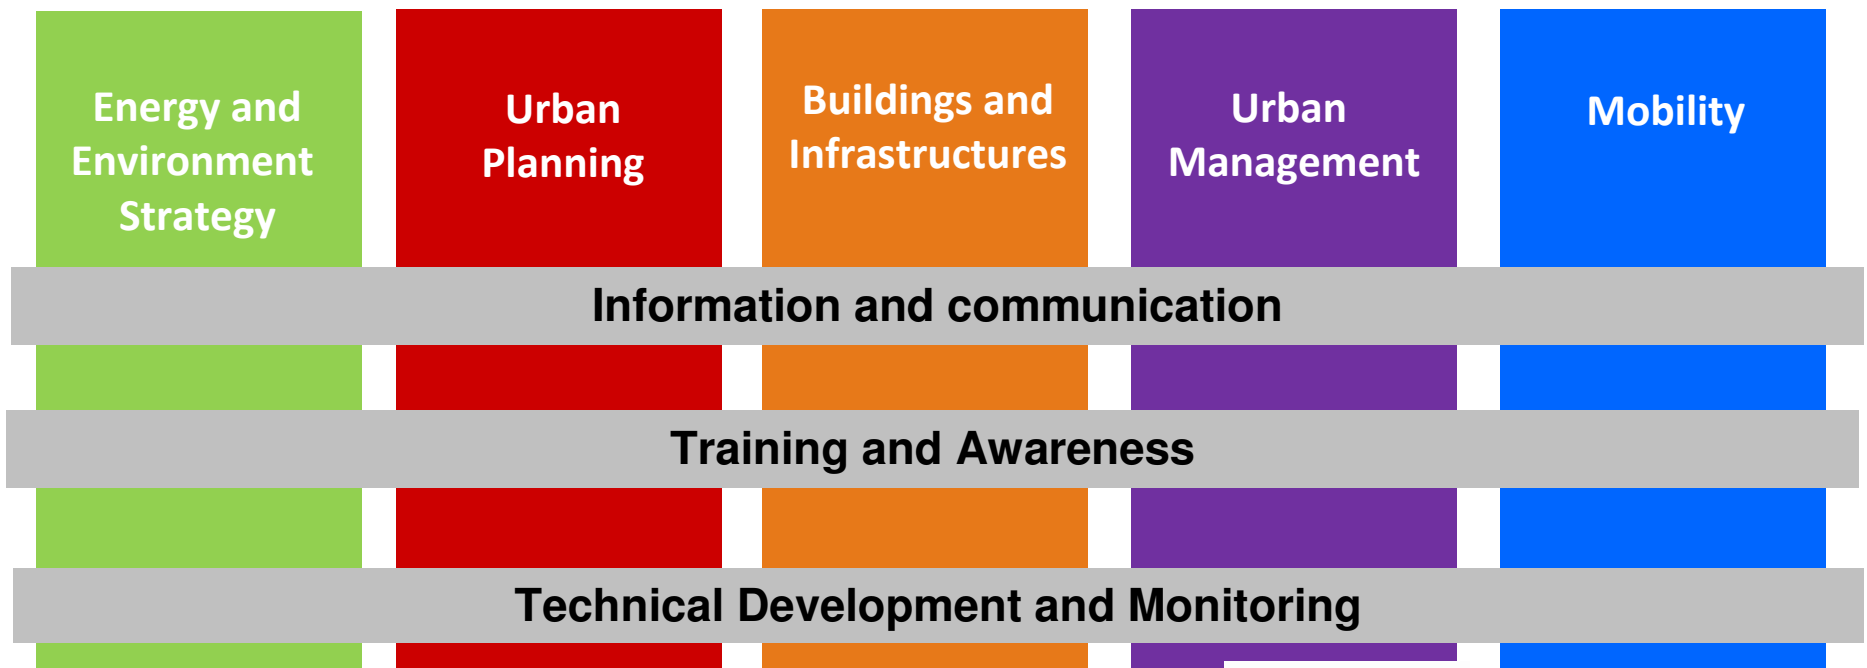 Energy and
Environment
Strategy
Urban
Planning
Buildings and
Infrastructures
Urban
Management
Mobility
Information and communication
Training and Awareness
Technical Development and Monitoring